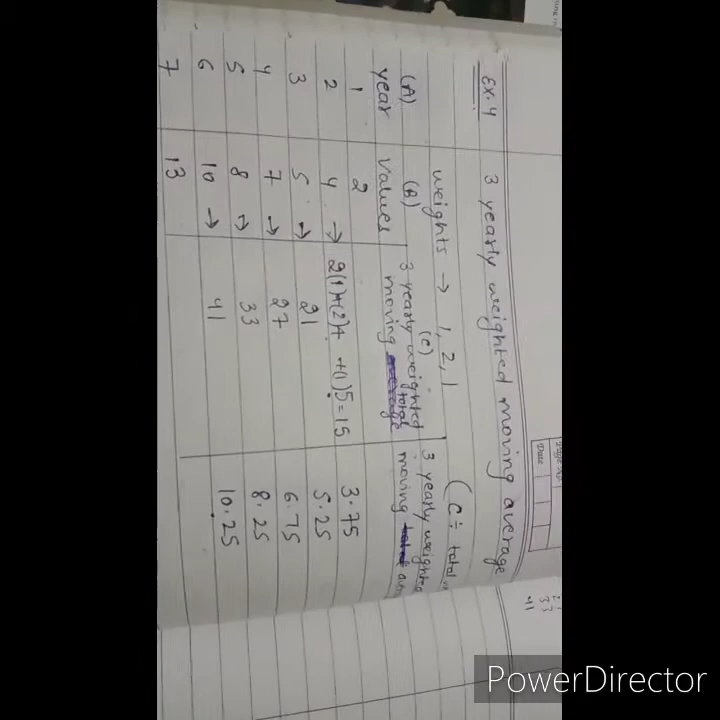 Date
Ex. 4 3 yearly weighted moving average
weights → 1, 2, 1 (C ÷ total
(A) (B) (C)
year values 3 yearly weighted moving total 3 yearly weighted moving
1 2
2 4 → 2(1)+(2)4 +(1)5=15 3.75
3 5 → 21 5.25
4 7 → 27 6.75
5 8 → 33 8.25
6 10 → 41 10.25
7 13
33
41
PowerDirector